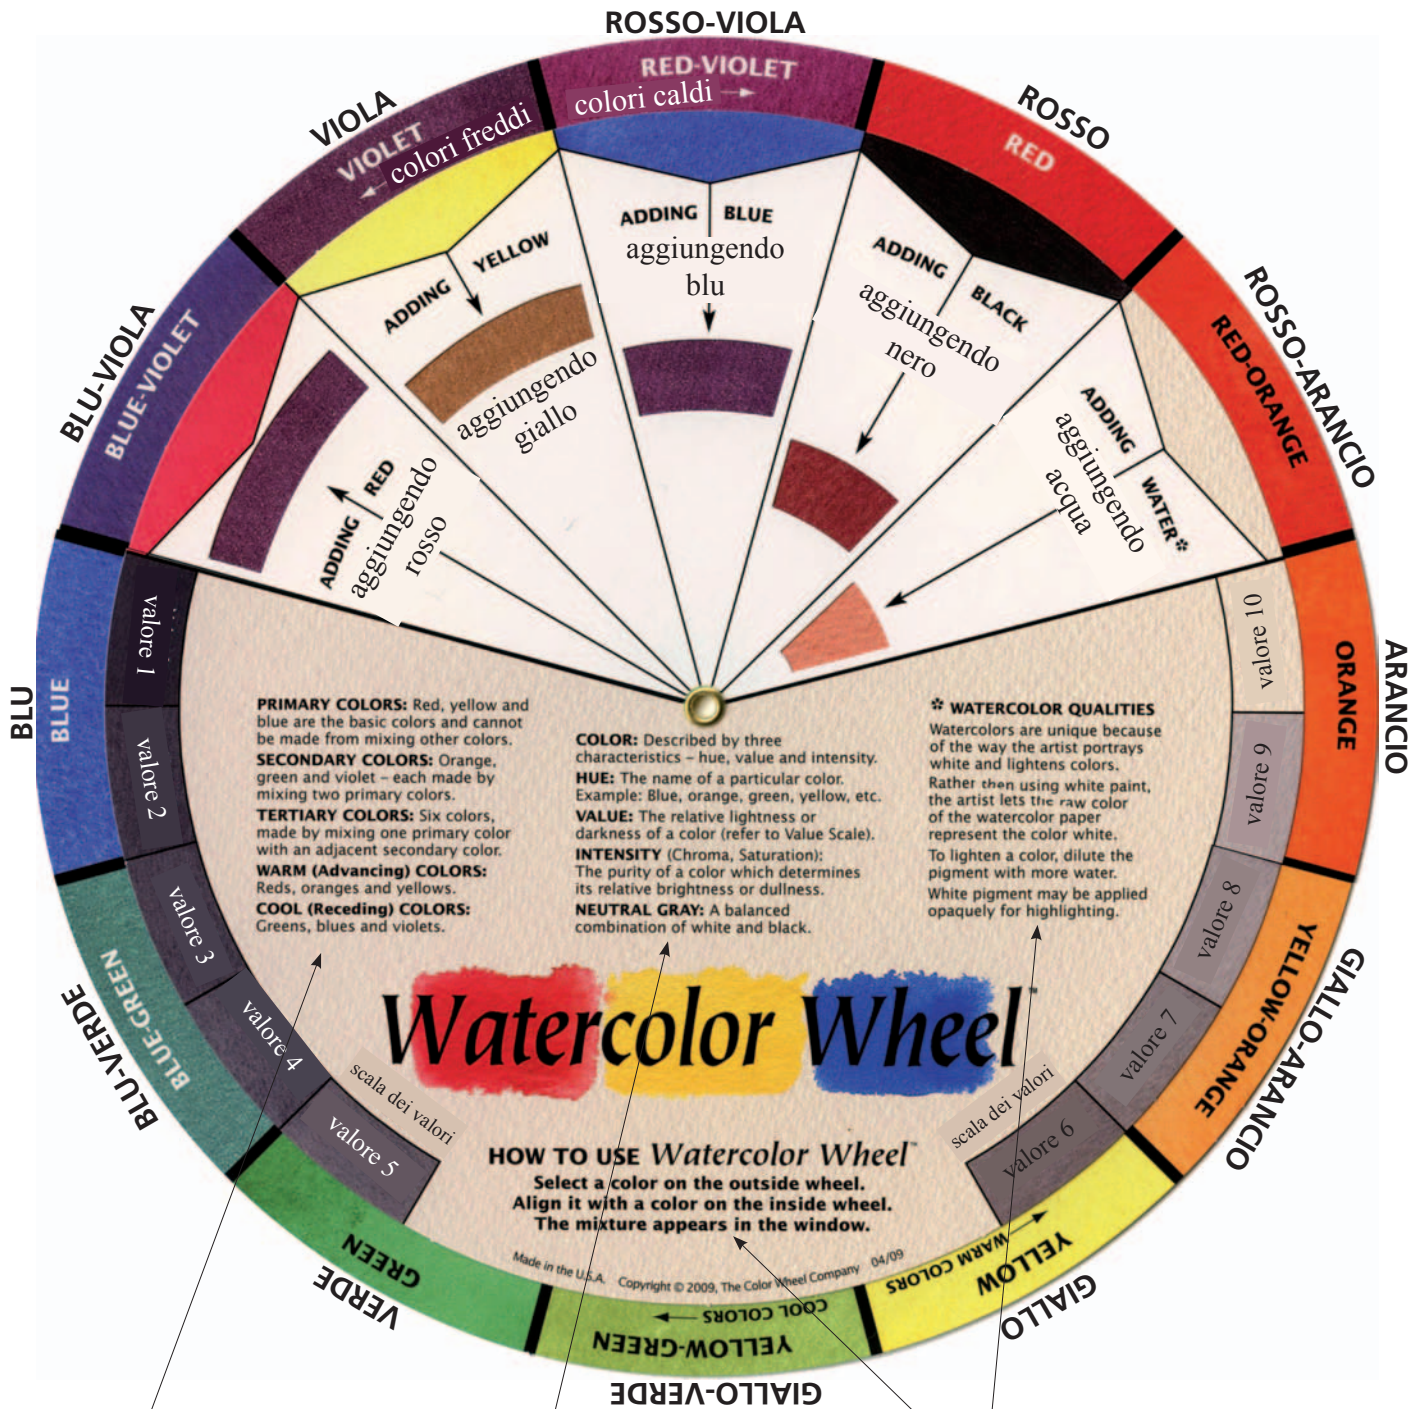 ROSSO-VIOLA
RED-VIOLET
colori caldi
VIOLA
VIOLET
colori freddi
ROSSO
RED
BLU-VIOLA
BLUE-VIOLET
ROSSO-ARANCIO
RED-ORANGE
ADDING RED
aggiungendo
rosso
ADDING YELLOW
aggiungendo
giallo
ADDING BLUE
aggiungendo
blu
ADDING BLACK
aggiungendo
nero
ADDING WATER*
aggiungendo
acqua
BLU
BLUE
ARANCIO
ORANGE
valore 1
valore 2
valore 3
valore 4
valore 5
scala dei valori
valore 10
valore 9
valore 8
valore 7
valore 6
scala dei valori
PRIMARY COLORS: Red, yellow and
blue are the basic colors and cannot
be made from mixing other colors.
SECONDARY COLORS: Orange,
green and violet – each made by
mixing two primary colors.
TERTIARY COLORS: Six colors,
made by mixing one primary color
with an adjacent secondary color.
WARM (Advancing) COLORS:
Reds, oranges and yellows.
COOL (Receding) COLORS:
Greens, blues and violets.
COLOR: Described by three
characteristics – hue, value and intensity.
HUE: The name of a particular color.
Example: Blue, orange, green, yellow, etc.
VALUE: The relative lightness or
darkness of a color (refer to Value Scale).
INTENSITY (Chroma, Saturation):
The purity of a color which determines
its relative brightness or dullness.
NEUTRAL GRAY: A balanced
combination of white and black.
* WATERCOLOR QUALITIES
Watercolors are unique because
of the way the artist portrays
white and lightens colors.
Rather then using white paint,
the artist lets the raw color
of the watercolor paper
represent the color white.
To lighten a color, dilute the
pigment with more water.
White pigment may be applied
opaquely for highlighting.
Watercolor Wheel™
HOW TO USE Watercolor Wheel™
Select a color on the outside wheel.
Align it with a color on the inside wheel.
The mixture appears in the window.
Made in the U.S.A. Copyright © 2009, The Color Wheel Company 04/09
BLU-VERDE
BLUE-GREEN
GIALLO-ARANCIO
YELLOW-ORANGE
VERDE
GREEN
WARM COLORS
YELLOW
GIALLO
COOL COLORS
YELLOW-GREEN
GIALLO-VERDE